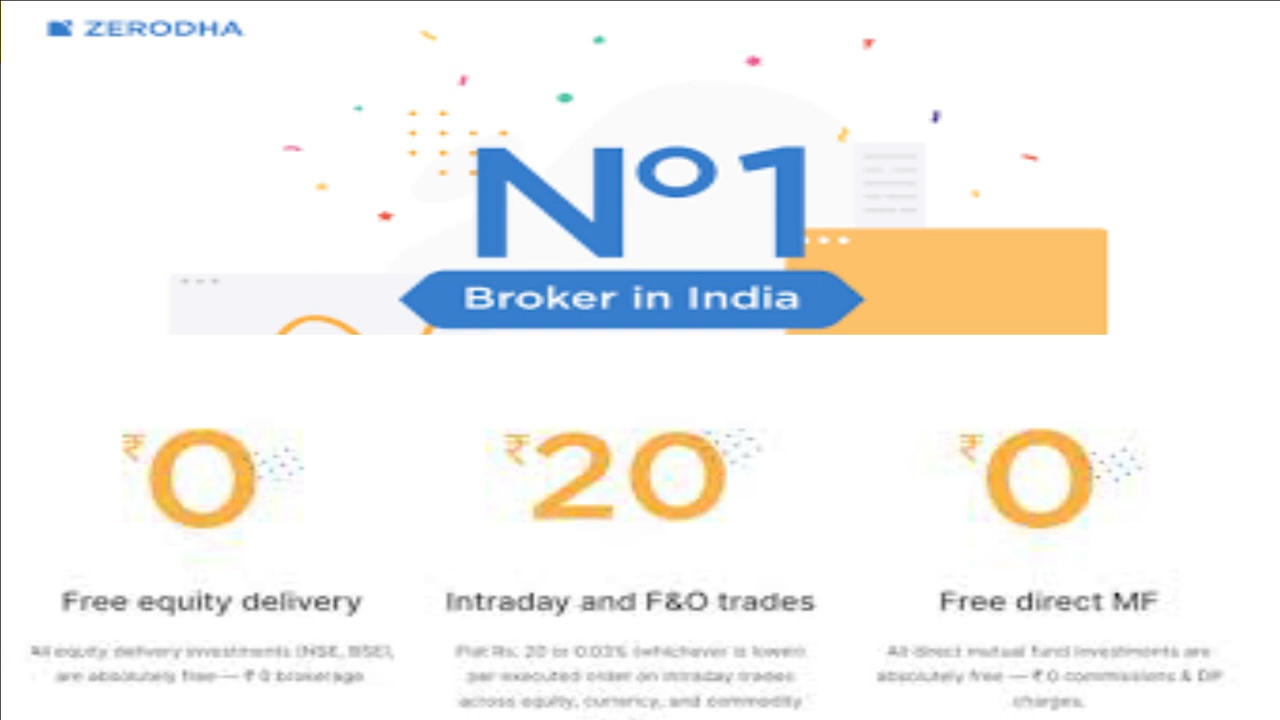 ZERODHA
Nº1
Broker in India
₹0
₹20
₹0
Free equity delivery
Intraday and F&O trades
Free direct MF
All equity delivery investments (NSE, BSE),
are absolutely free — ₹ 0 brokerage.
Flat Rs. 20 or 0.03% (whichever is lower)
per executed order on intraday trades
across equity, currency, and commodity
All direct mutual fund investments are
absolutely free — ₹ 0 commissions & DP
charges.